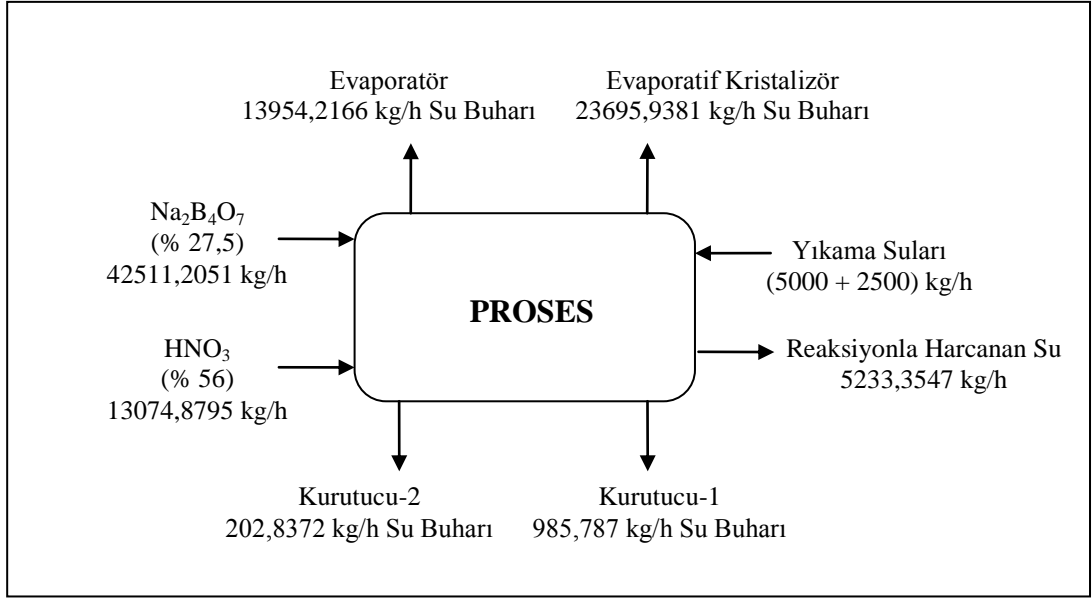 Evaporatör
13954,2166 kg/h Su Buharı
Evaporatif Kristalizör
23695,9381 kg/h Su Buharı
Na₂B₄O₇
(% 27,5)
42511,2051 kg/h
Yıkama Suları
(5000 + 2500) kg/h
PROSES
HNO₃
(% 56)
13074,8795 kg/h
Reaksiyonla Harcanan Su
5233,3547 kg/h
Kurutucu-2
202,8372 kg/h Su Buharı
Kurutucu-1
985,787 kg/h Su Buharı